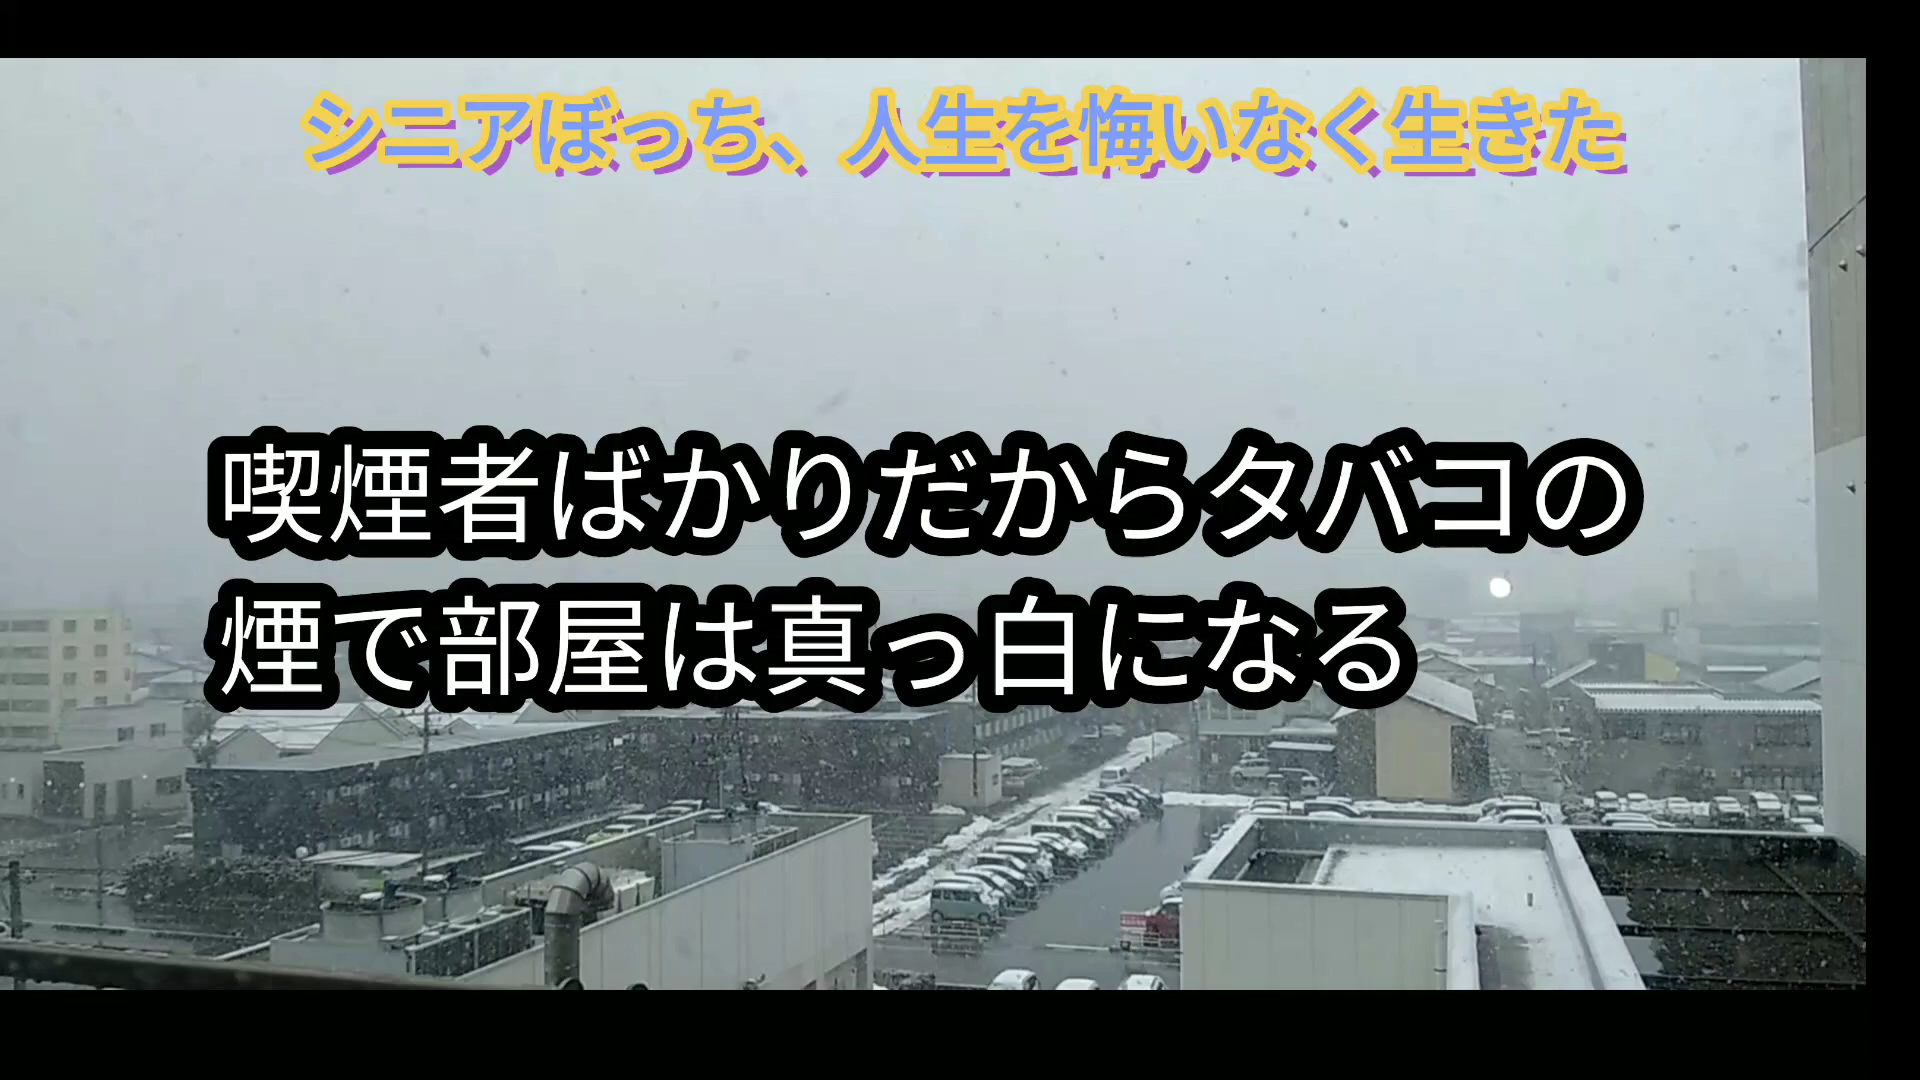 シニアぼっち、人生を悔いなく生きた
喫煙者ばかりだからタバコの
煙で部屋は真っ白になる